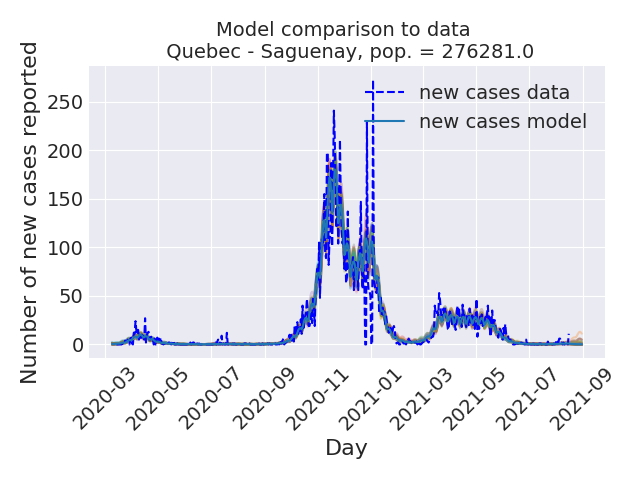 Model comparison to data
Quebec - Saguenay, pop. = 276281.0
Number of new cases reported
250
200
150
100
50
0
new cases data
new cases model
2020-03
2020-05
2020-07
2020-09
2020-11
2021-01
2021-03
2021-05
2021-07
2021-09
Day